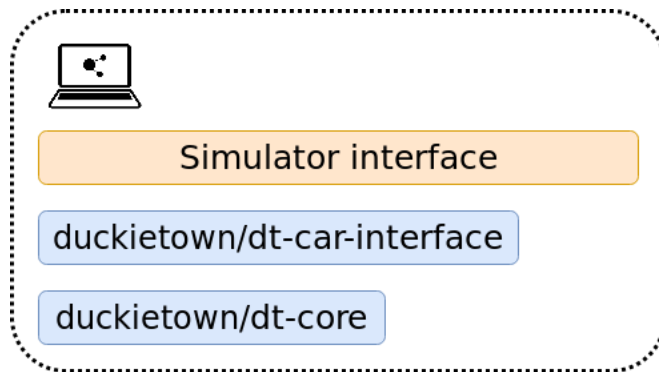 Simulator interface
duckietown/dt-car-interface
duckietown/dt-core